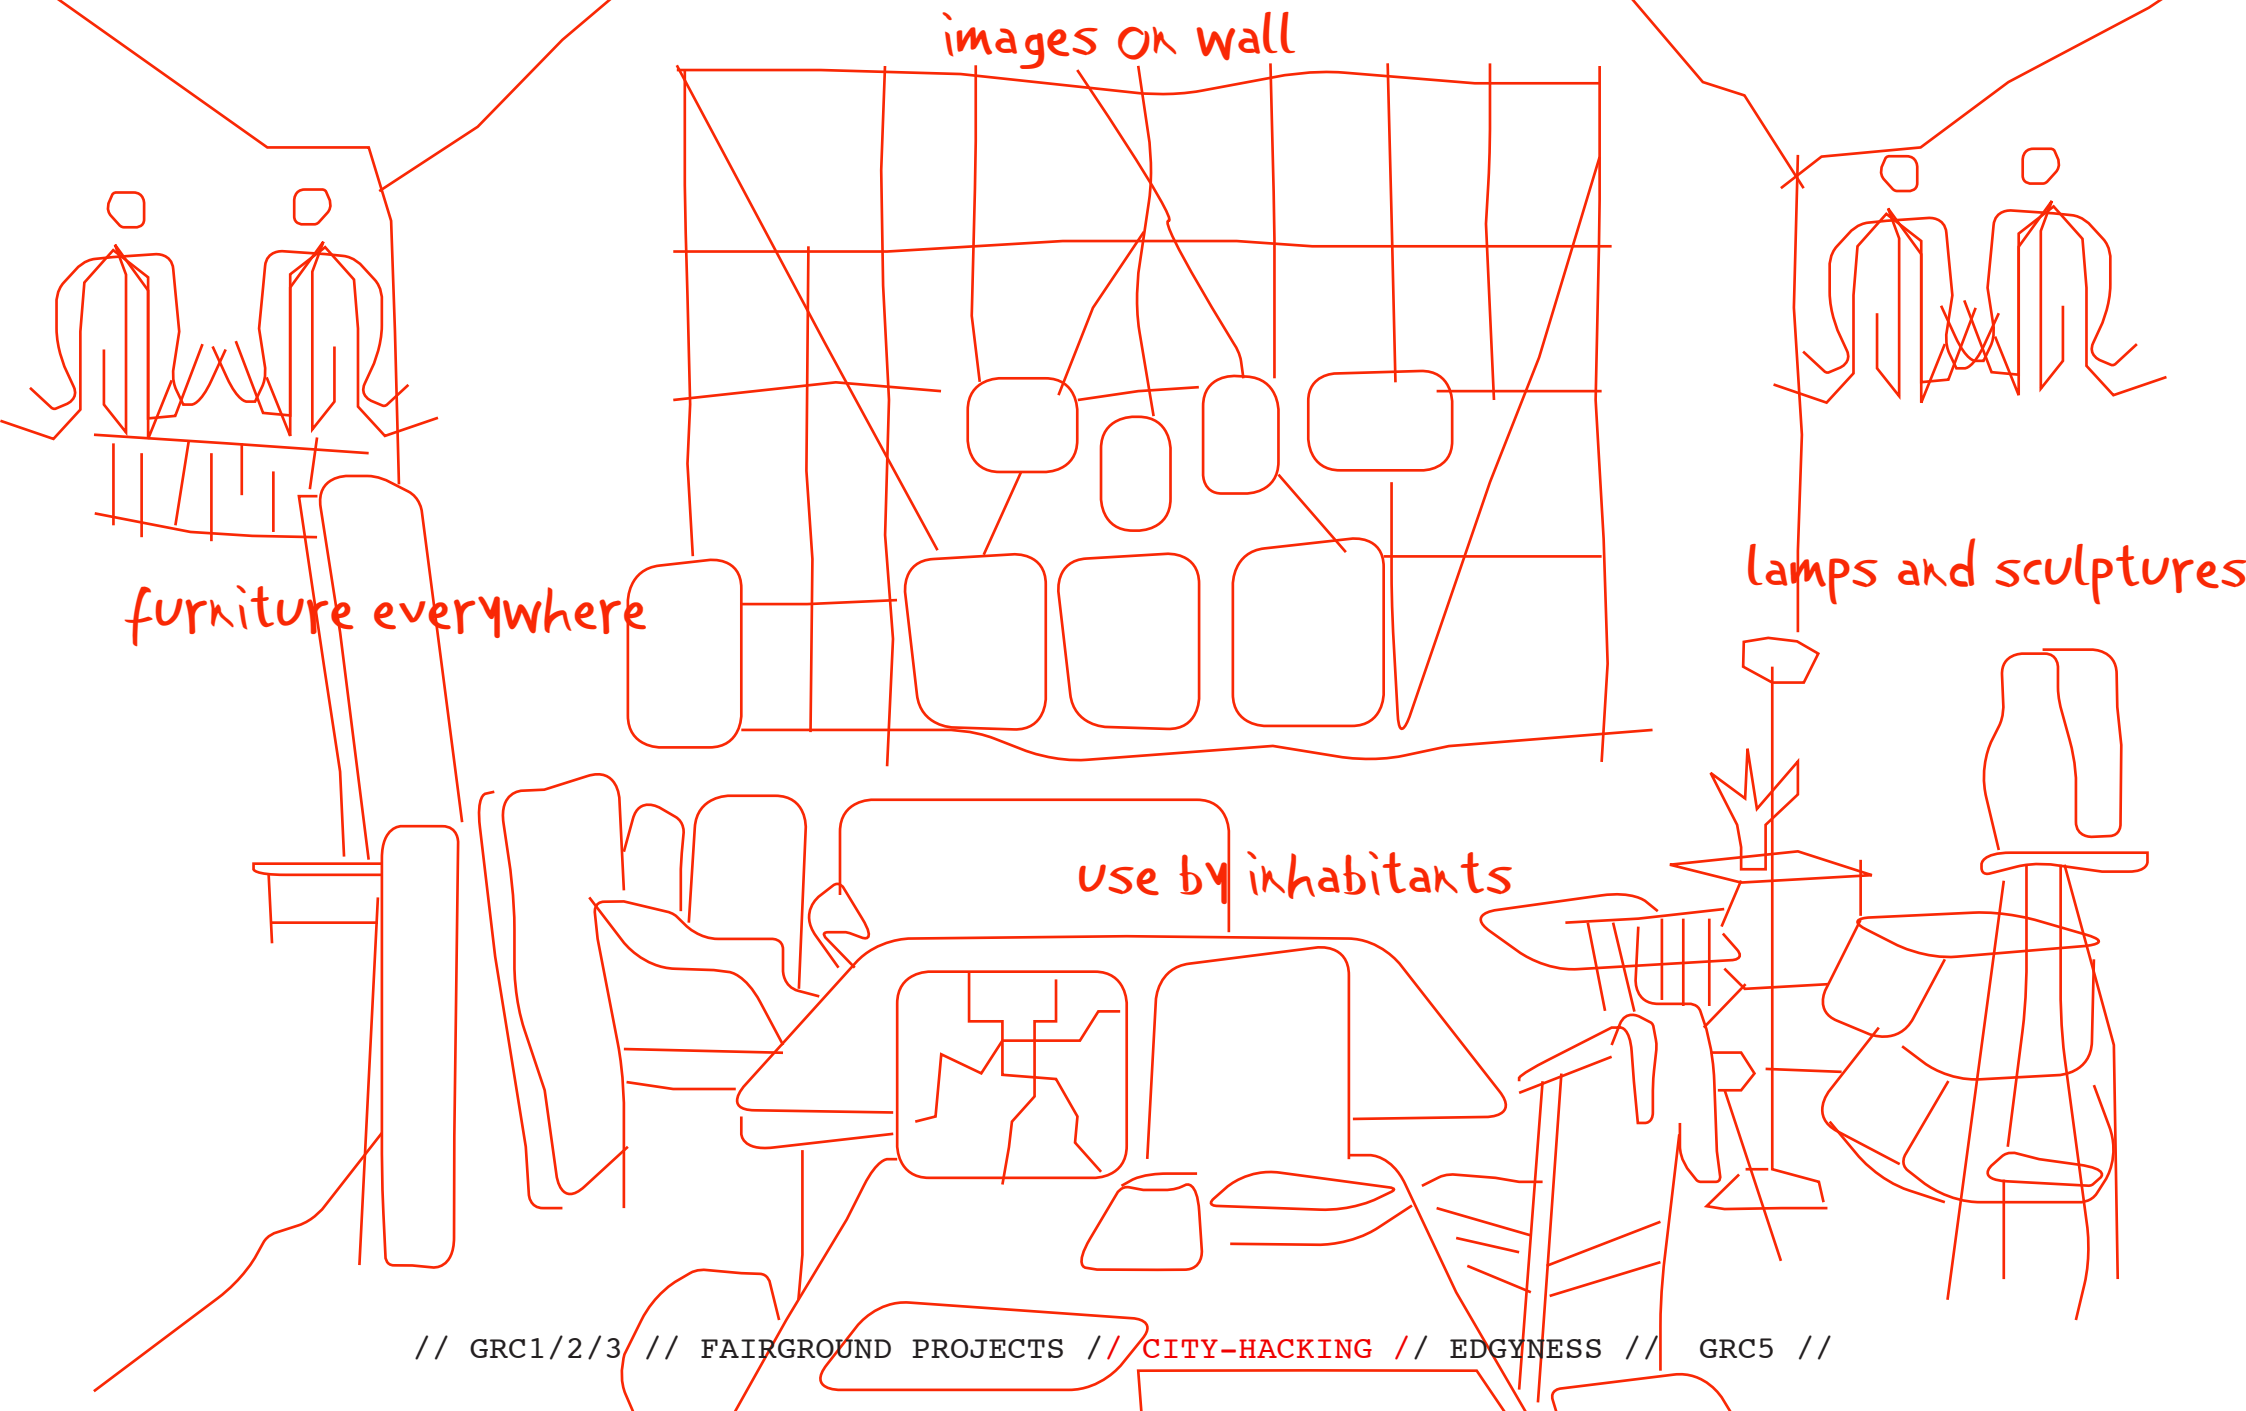 images on wall
lamps and sculptures
furniture everywhere
use by inhabitants
// GRC1/2/3 // FAIRGROUND PROJECTS // CITY-HACKING // EDGYNESS // GRC5 //